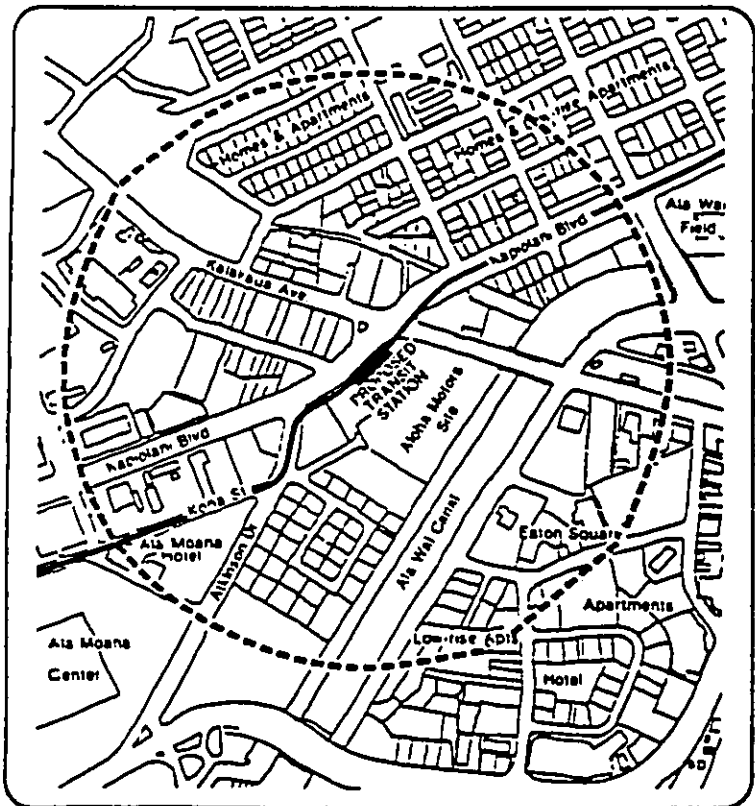 Homes & Apartments
Homes & Apartments
Ala Wai
Field
Kapiolani Blvd
Kalakaua Ave
PROPOSED
TRANSIT
STATION
Aloha Motors
Site
Kapiolani Blvd
Kona St
Ala Wai Canal
Eaton Square
Ala Moana
Hotel
Atkinson Dr
Apartments
Ala Moana
Center
Low-rise Apts
Hotel